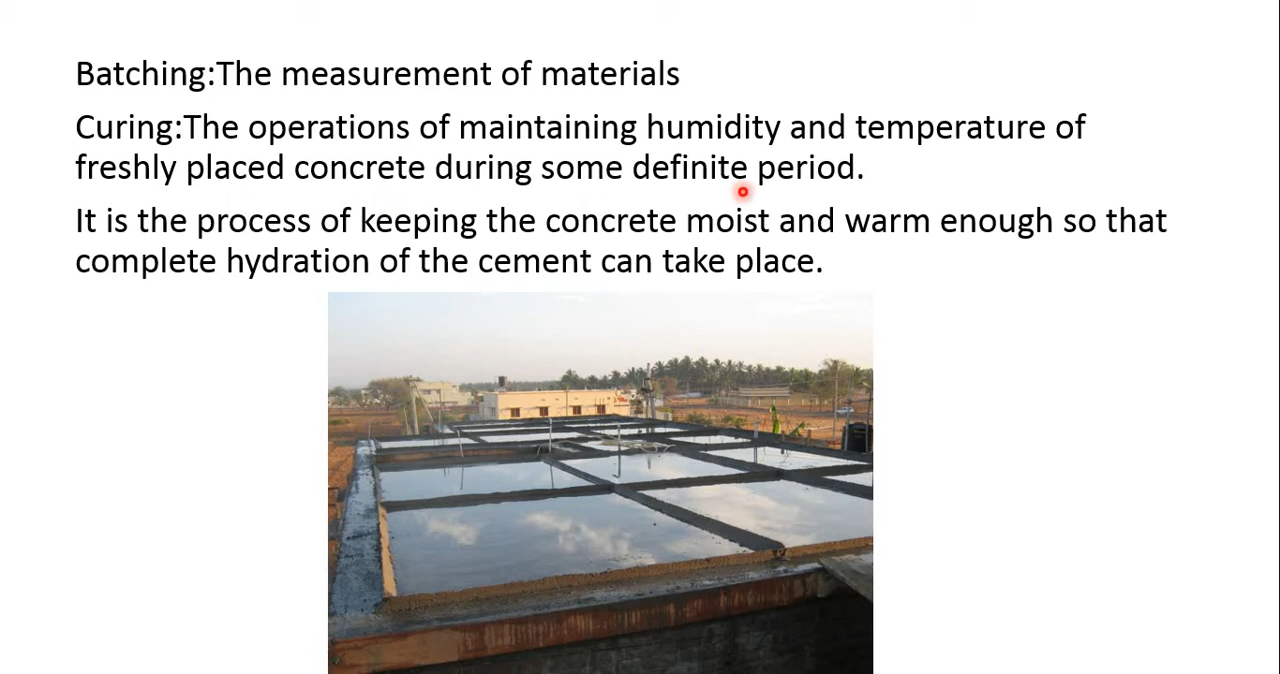 Batching:The measurement of materials
Curing:The operations of maintaining humidity and temperature of
freshly placed concrete during some definite period.
It is the process of keeping the concrete moist and warm enough so that
complete hydration of the cement can take place.